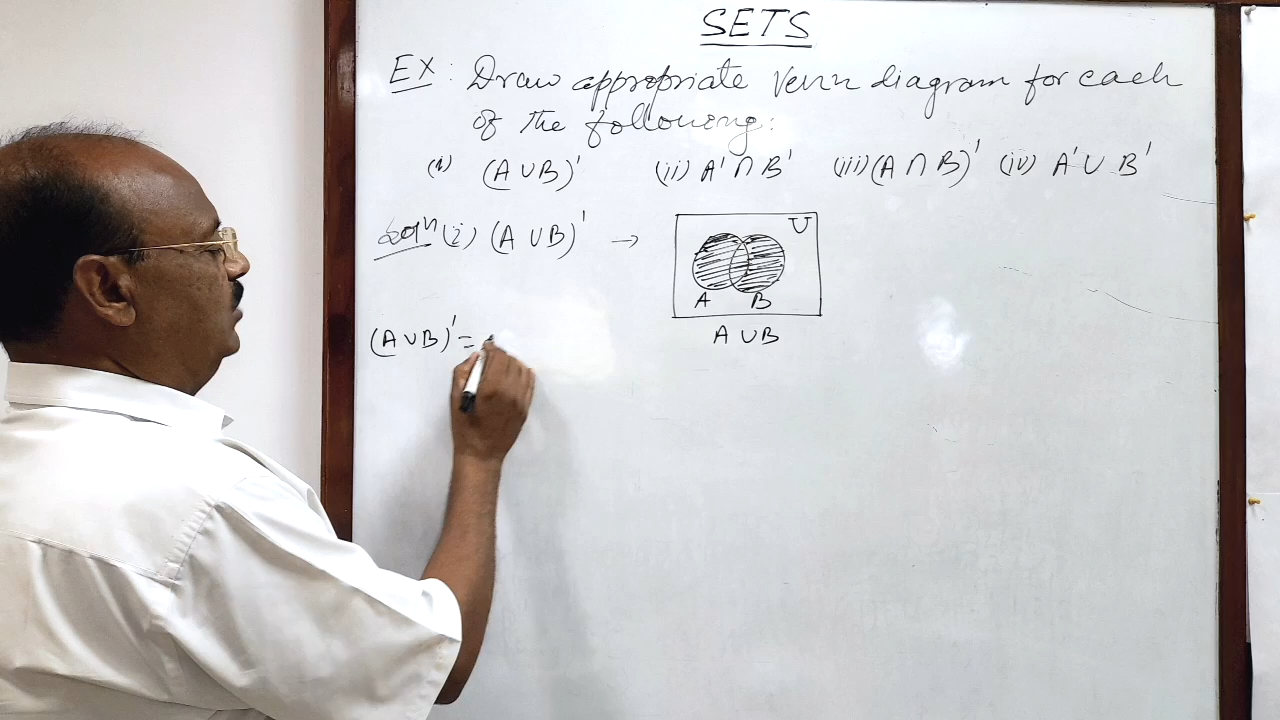 SETS
EX: Draw appropriate Venn diagram for each
of the following:
(i) (A ∪ B)' (ii) A' ∩ B' (iii) (A ∩ B)' (iv) A' ∪ B'
Solⁿ (i) (A ∪ B)' →
U
A B
A ∪ B
(A ∪ B)' =